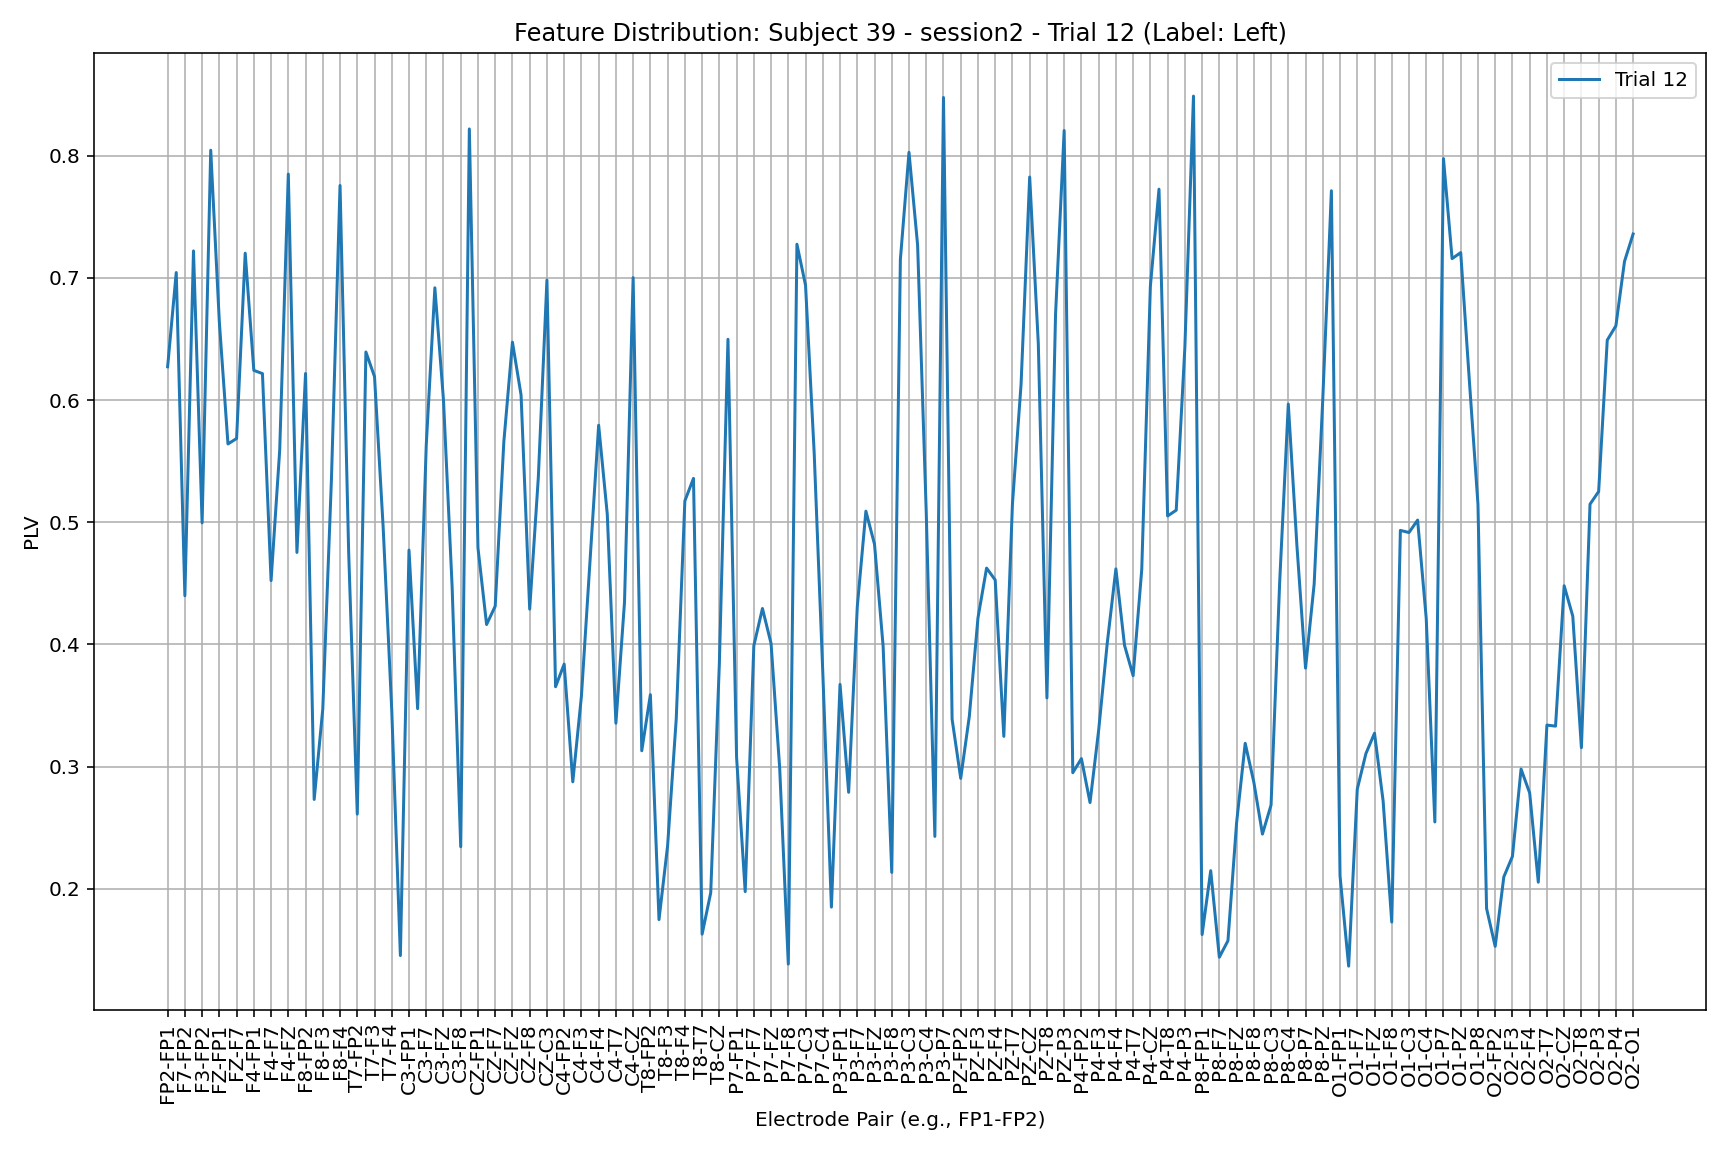 Feature Distribution: Subject 39 - session2 - Trial 12 (Label: Left)
Trial 12
PLV
0.8
0.7
0.6
0.5
0.4
0.3
0.2
FP2-FP1
F7-FP2
F3-FP2
FZ-FP1
FZ-F7
F4-FP1
F4-F7
F4-FZ
F8-FP2
F8-F3
F8-F4
T7-FP2
T7-F3
T7-F4
C3-FP1
C3-F7
C3-FZ
C3-F8
CZ-FP1
CZ-F7
CZ-FZ
CZ-F8
CZ-C3
C4-FP2
C4-F3
C4-F4
C4-T7
C4-CZ
T8-FP2
T8-F3
T8-F4
T8-T7
T8-CZ
P7-FP1
P7-F7
P7-FZ
P7-F8
P7-C3
P7-C4
P3-FP1
P3-F7
P3-FZ
P3-F8
P3-C3
P3-C4
P3-P7
PZ-FP2
PZ-F3
PZ-F4
PZ-T7
PZ-CZ
PZ-T8
PZ-P3
P4-FP2
P4-F3
P4-F4
P4-T7
P4-CZ
P4-T8
P4-P3
P8-FP1
P8-F7
P8-FZ
P8-F8
P8-C3
P8-C4
P8-P7
P8-PZ
O1-FP1
O1-F7
O1-FZ
O1-F8
O1-C3
O1-C4
O1-P7
O1-PZ
O1-P8
O2-FP2
O2-F3
O2-F4
O2-T7
O2-CZ
O2-T8
O2-P3
O2-P4
O2-O1
Electrode Pair (e.g., FP1-FP2)